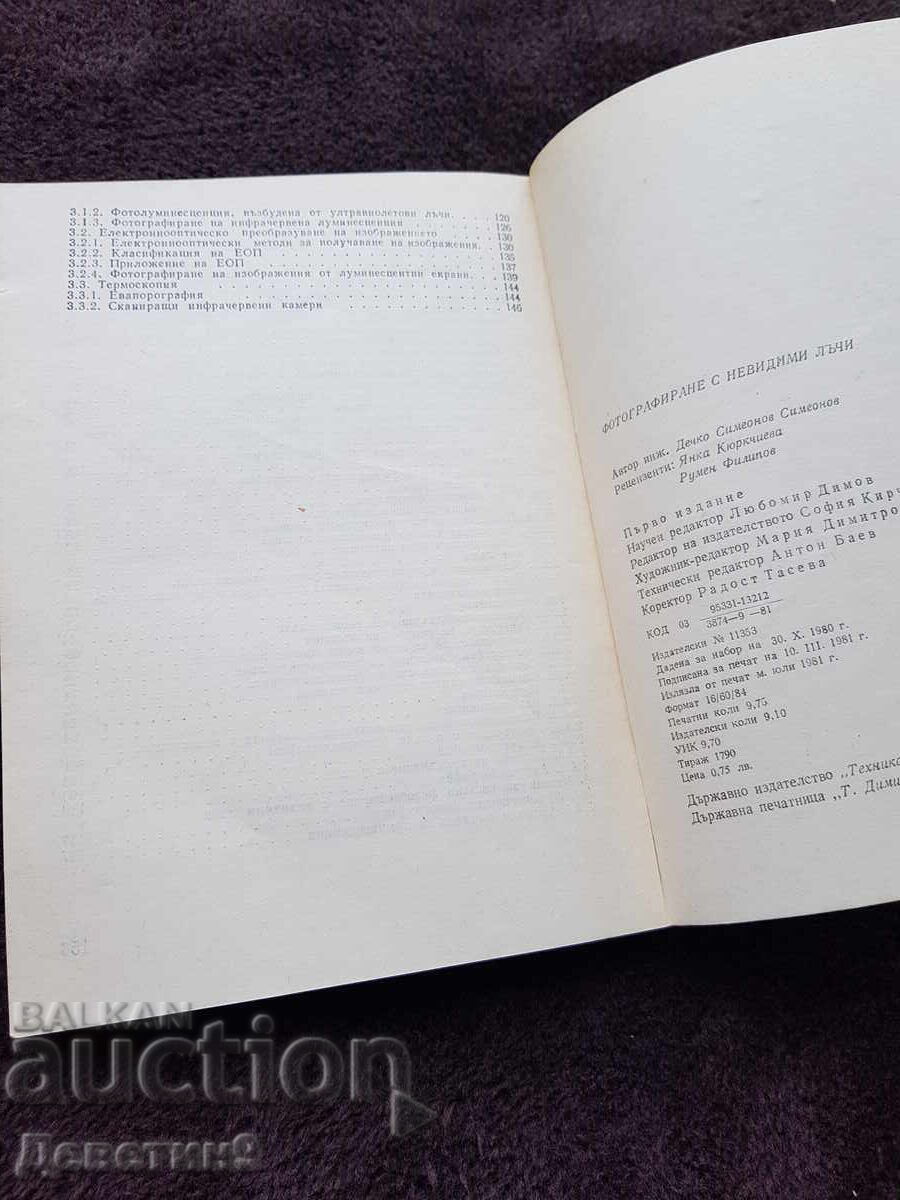 3.1.2. Фотолуминесценция, възбудена от ултравиолетови лъчи. . . . . 120
3.1.3. Фотографиране на инфрачервена луминесценция . . . . . 126
3.2. Електроннооптическо преобразуване на изображението . . . . 130
3.2.1. Електроннооптически методи за получаване на изображения. . 130
3.2.2. Класификация на ЕОП . . . . . . . . . . . 135
3.2.3. Приложение на ЕОП . . . . . . . . . . . 137
3.2.4. Фотографиране на изображения от луминесцентни екрани. . . 139
3.3. Термоскопия . . . . . . . . . . . . . . 144
3.3.1. Евапорография . . . . . . . . . . . . . 144
3.3.2. Сканиращи инфрачервени камери . . . . . . . . 146
ФОТОГРАФИРАНЕ С НЕВИДИМИ ЛЪЧИ
Автор инж. Дечко Симеонов Симеонов
Рецензенти: Янка Кюркчиева
Румен Филипов
Първо издание
Научен редактор Любомир Димов
Редактор на издателството София Кирч
Художник-редактор Мария Димитро
Технически редактор Антон Баев
Коректор Радост Тасева
КОД 03 95331-13212
3874—9 —81
Издателски № 11353
Дадена за набор на 30. X. 1980 г.
Подписана за печат на 10. III. 1981 г.
Излязла от печат м. юли 1981 г.
Формат 16/60/84
Печатни коли 9,75
Издателски коли 9,10
УИК 9,70
Тираж 1790
Цена 0,75 лв.
Държавно издателство „Техника
Държавна печатница „Т. Дими
BALKAN
auction
Деветин9